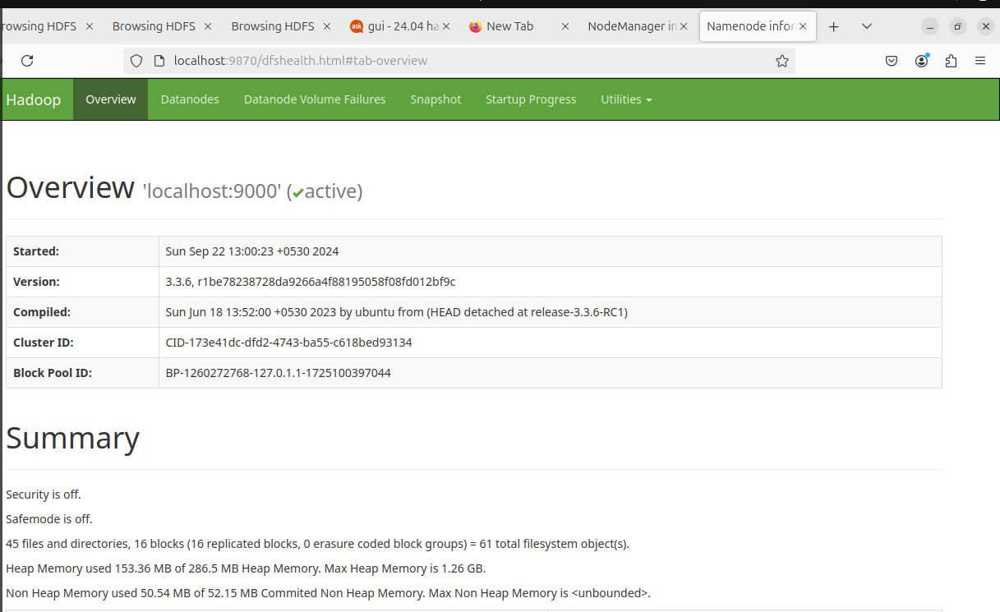 rowsing HDFS Browsing HDFS Browsing HDFS ask gui - 24.04 ha New Tab NodeManager in Namenode infor
localhost:9870/dfshealth.html#tab-overview
Hadoop Overview Datanodes Datanode Volume Failures Snapshot Startup Progress Utilities
Overview 'localhost:9000' (✔active)
Started: Sun Sep 22 13:00:23 +0530 2024
Version: 3.3.6, r1be78238728da9266a4f88195058f08fd012bf9c
Compiled: Sun Jun 18 13:52:00 +0530 2023 by ubuntu from (HEAD detached at release-3.3.6-RC1)
Cluster ID: CID-173e41dc-dfd2-4743-ba55-c618bed93134
Block Pool ID: BP-1260272768-127.0.1.1-1725100397044
Summary
Security is off.
Safemode is off.
45 files and directories, 16 blocks (16 replicated blocks, 0 erasure coded block groups) = 61 total filesystem object(s).
Heap Memory used 153.36 MB of 286.5 MB Heap Memory. Max Heap Memory is 1.26 GB.
Non Heap Memory used 50.54 MB of 52.15 MB Commited Non Heap Memory. Max Non Heap Memory is <unbounded>.